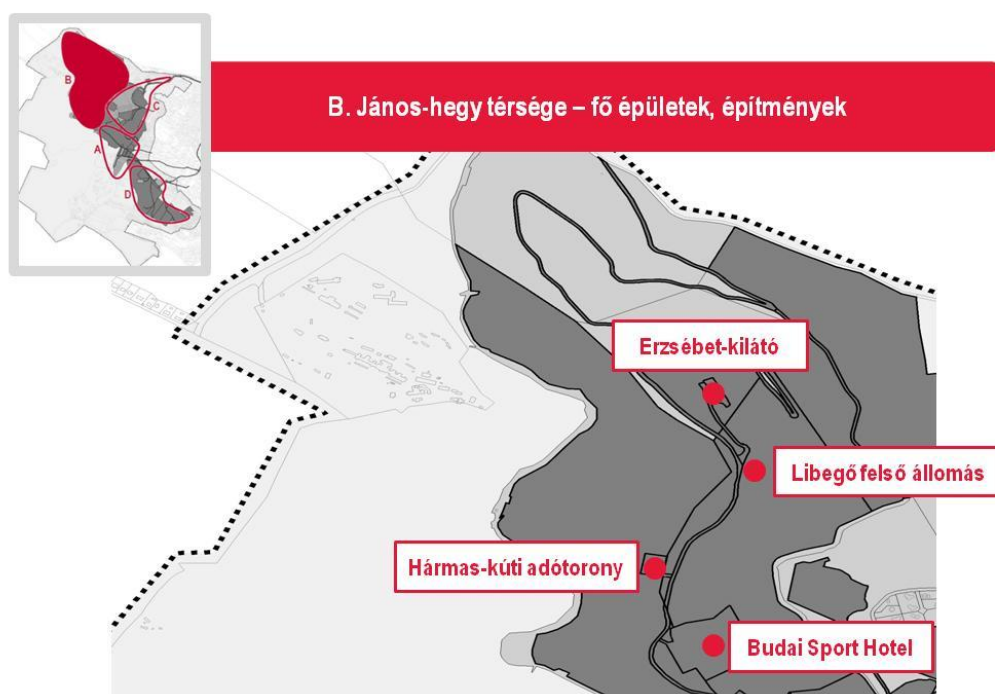 B
C
A
D
B. János-hegy térsége – fő épületek, építmények
Erzsébet-kilátó
Libegő felső állomás
Hármas-kúti adótorony
Budai Sport Hotel